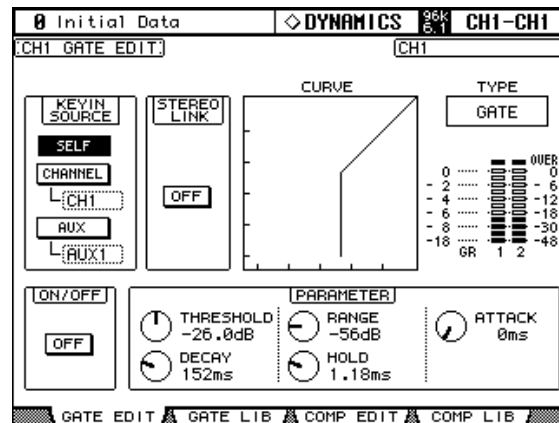 0 Initial Data
◇DYNAMICS 96k 6.1 CH1-CH1
CH1 GATE EDIT
CH1
KEYIN SOURCE
SELF
CHANNEL
CH1
AUX
AUX1
STEREO LINK
OFF
CURVE
TYPE
GATE
OVER
0 0
-2 -6
-4 -12
-6 -18
-8 -30
-18 -48
GR 1 2
ON/OFF
OFF
PARAMETER
THRESHOLD
-26.0dB
RANGE
-56dB
ATTACK
0ms
DECAY
152ms
HOLD
1.18ms
GATE EDIT GATE LIB COMP EDIT COMP LIB